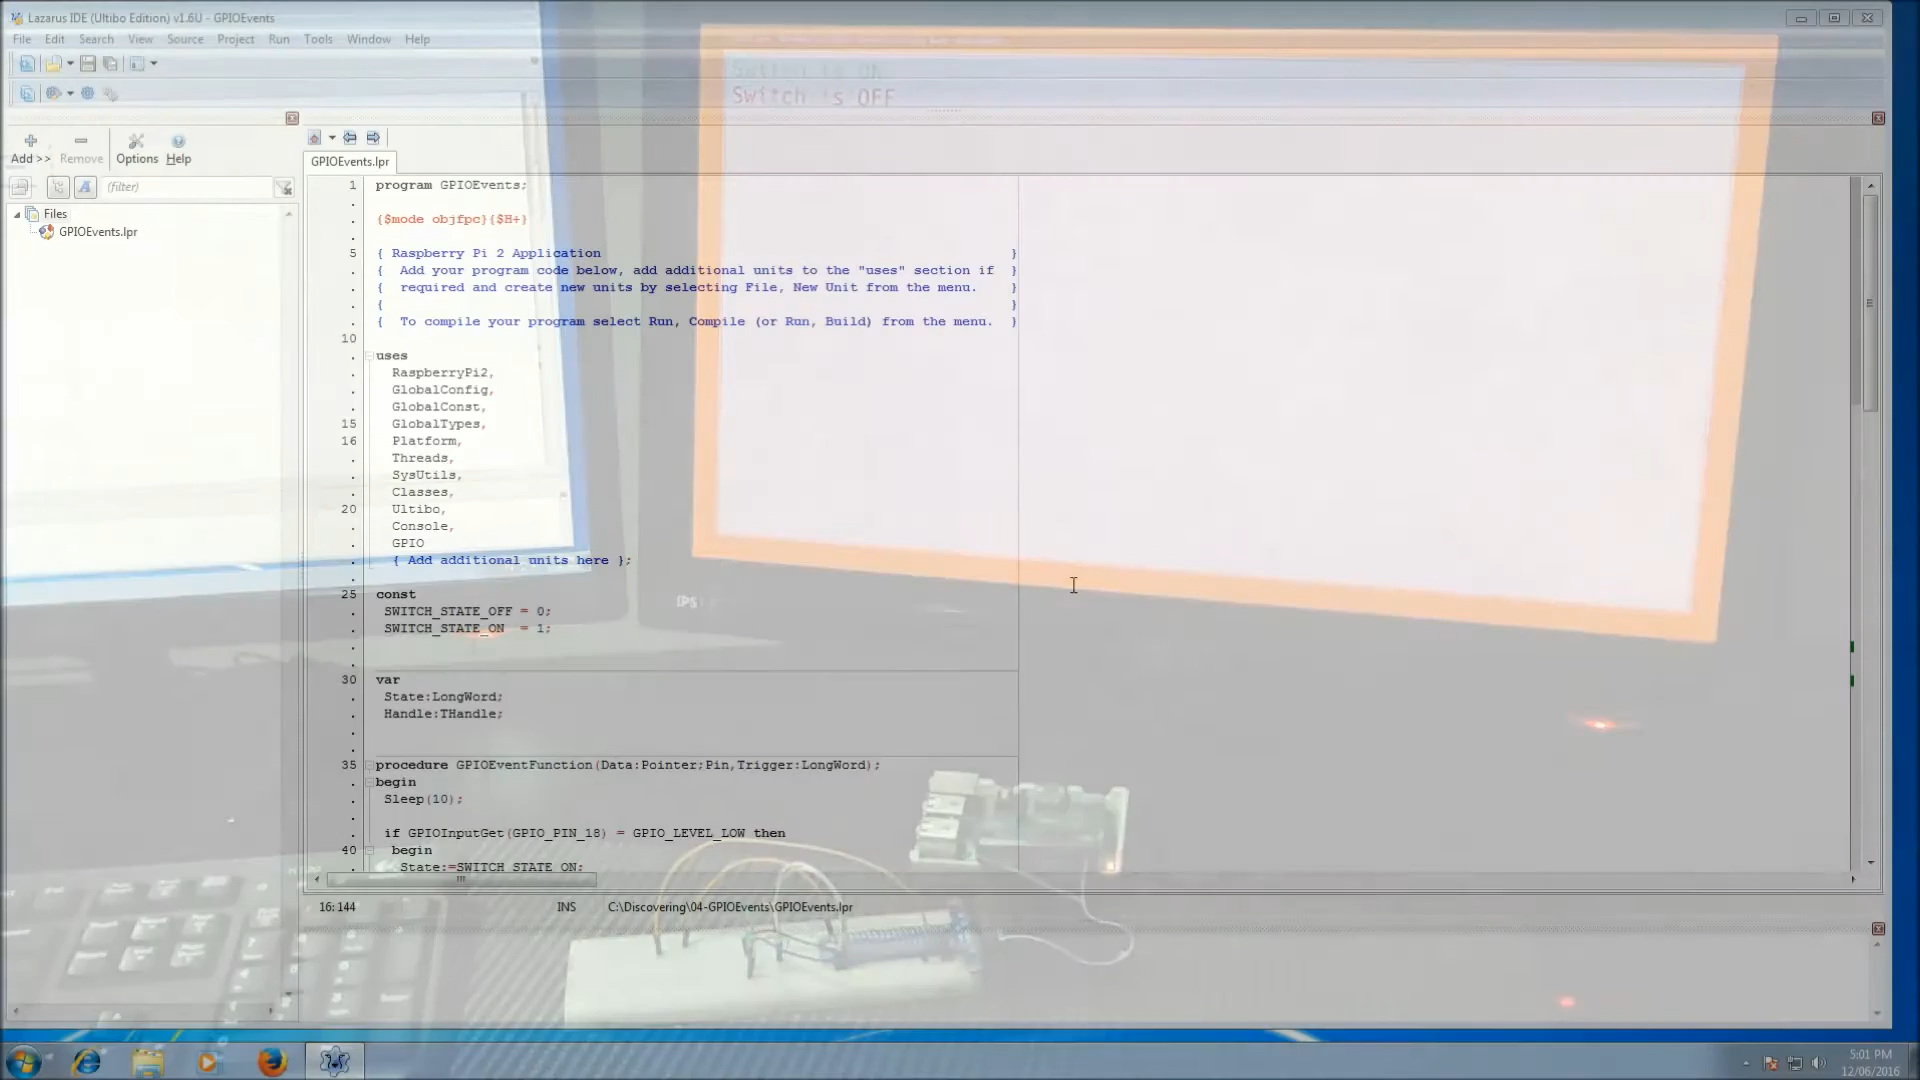 Lazarus IDE (Ultibo Edition) v1.6U - GPIOEvents
File Edit Search View Source Project Run Tools Window Help
Switch is ON
Switch is OFF
Add >> Remove Options Help
GPIOEvents.lpr
(filter)
Files
GPIOEvents.lpr
1 program GPIOEvents;
.
. {$mode objfpc}{$H+}
.
5 { Raspberry Pi 2 Application }
. { Add your program code below, add additional units to the "uses" section if }
. { required and create new units by selecting File, New Unit from the menu. }
. { }
. { To compile your program select Run, Compile (or Run, Build) from the menu. }
10
. uses
. RaspberryPi2,
. GlobalConfig,
. GlobalConst,
15 GlobalTypes,
16 Platform,
. Threads,
. SysUtils,
. Classes,
20 Ultibo,
. Console,
. GPIO
. { Add additional units here };
.
25 const
. SWITCH_STATE_OFF = 0;
. SWITCH_STATE_ON = 1;
.
.
30 var
. State:LongWord;
. Handle:THandle;
.
.
35 procedure GPIOEventFunction(Data:Pointer;Pin,Trigger:LongWord);
. begin
. Sleep(10);
.
. if GPIOInputGet(GPIO_PIN_18) = GPIO_LEVEL_LOW then
40 begin
. State:=SWITCH_STATE_ON;
IPS
16:144 INS C:\Discovering\04-GPIOEvents\GPIOEvents.lpr
5:01 PM
12/06/2016